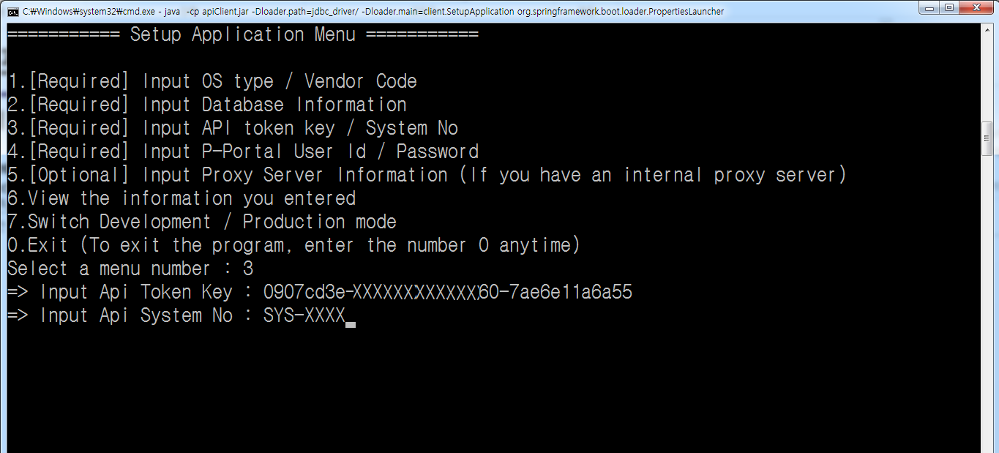 C:₩Windows₩system32₩cmd.exe - java -cp apiClient.jar -Dloader.path=jdbc_driver/ -Dloader.main=client.SetupApplication org.springframework.boot.loader.PropertiesLauncher
=========== Setup Application Menu ===========
1.[Required] Input OS type / Vendor Code
2.[Required] Input Database Information
3.[Required] Input API token key / System No
4.[Required] Input P-Portal User Id / Password
5.[Optional] Input Proxy Server Information (If you have an internal proxy server)
6.View the information you entered
7.Switch Development / Production mode
0.Exit (To exit the program, enter the number 0 anytime)
Select a menu number : 3
=> Input Api Token Key : 0907cd3e-XXXXXXXXXXXXX60-7ae6e11a6a55
=> Input Api System No : SYS-XXXX_